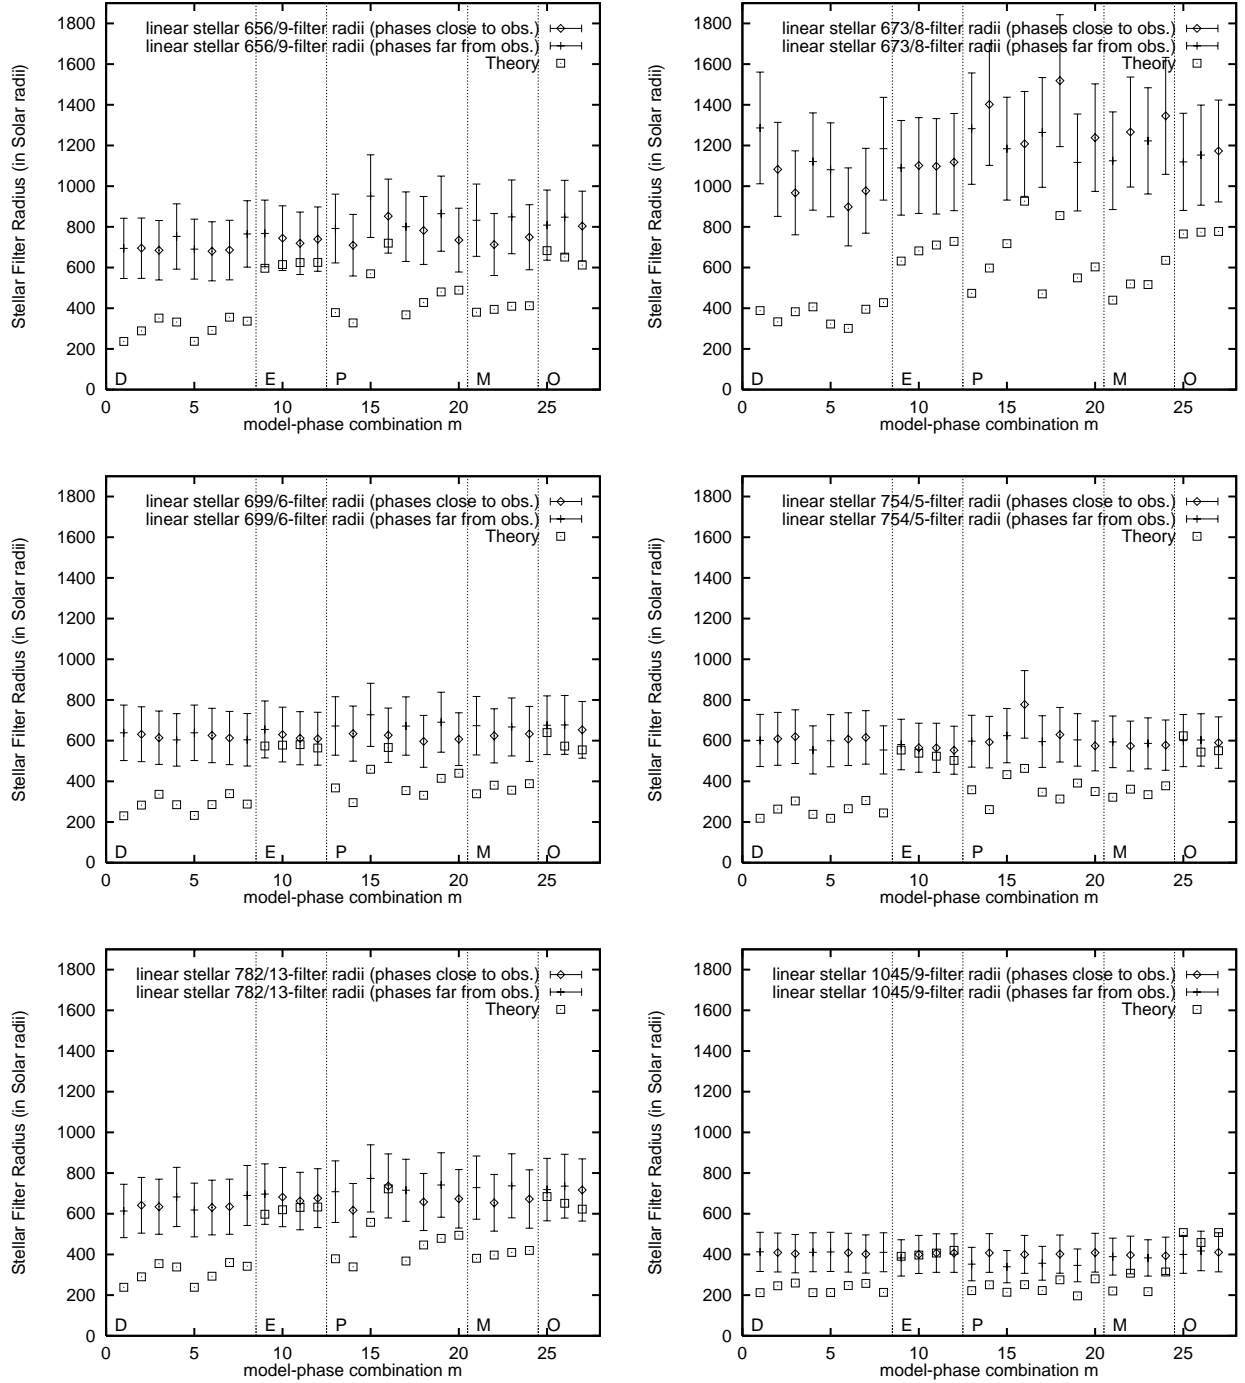 linear stellar 656/9-filter radii (phases close to obs.)
linear stellar 656/9-filter radii (phases far from obs.)
Theory
Stellar Filter Radius (in Solar radii)
1800
1600
1400
1200
1000
800
600
400
200
0
D E P M O
0 5 10 15 20 25
model-phase combination m
linear stellar 673/8-filter radii (phases close to obs.)
linear stellar 673/8-filter radii (phases far from obs.)
Theory
Stellar Filter Radius (in Solar radii)
1800
1600
1400
1200
1000
800
600
400
200
0
D E P M O
0 5 10 15 20 25
model-phase combination m
linear stellar 699/6-filter radii (phases close to obs.)
linear stellar 699/6-filter radii (phases far from obs.)
Theory
Stellar Filter Radius (in Solar radii)
1800
1600
1400
1200
1000
800
600
400
200
0
D E P M O
0 5 10 15 20 25
model-phase combination m
linear stellar 754/5-filter radii (phases close to obs.)
linear stellar 754/5-filter radii (phases far from obs.)
Theory
Stellar Filter Radius (in Solar radii)
1800
1600
1400
1200
1000
800
600
400
200
0
D E P M O
0 5 10 15 20 25
model-phase combination m
linear stellar 782/13-filter radii (phases close to obs.)
linear stellar 782/13-filter radii (phases far from obs.)
Theory
Stellar Filter Radius (in Solar radii)
1800
1600
1400
1200
1000
800
600
400
200
0
D E P M O
0 5 10 15 20 25
model-phase combination m
linear stellar 1045/9-filter radii (phases close to obs.)
linear stellar 1045/9-filter radii (phases far from obs.)
Theory
Stellar Filter Radius (in Solar radii)
1800
1600
1400
1200
1000
800
600
400
200
0
D E P M O
0 5 10 15 20 25
model-phase combination m